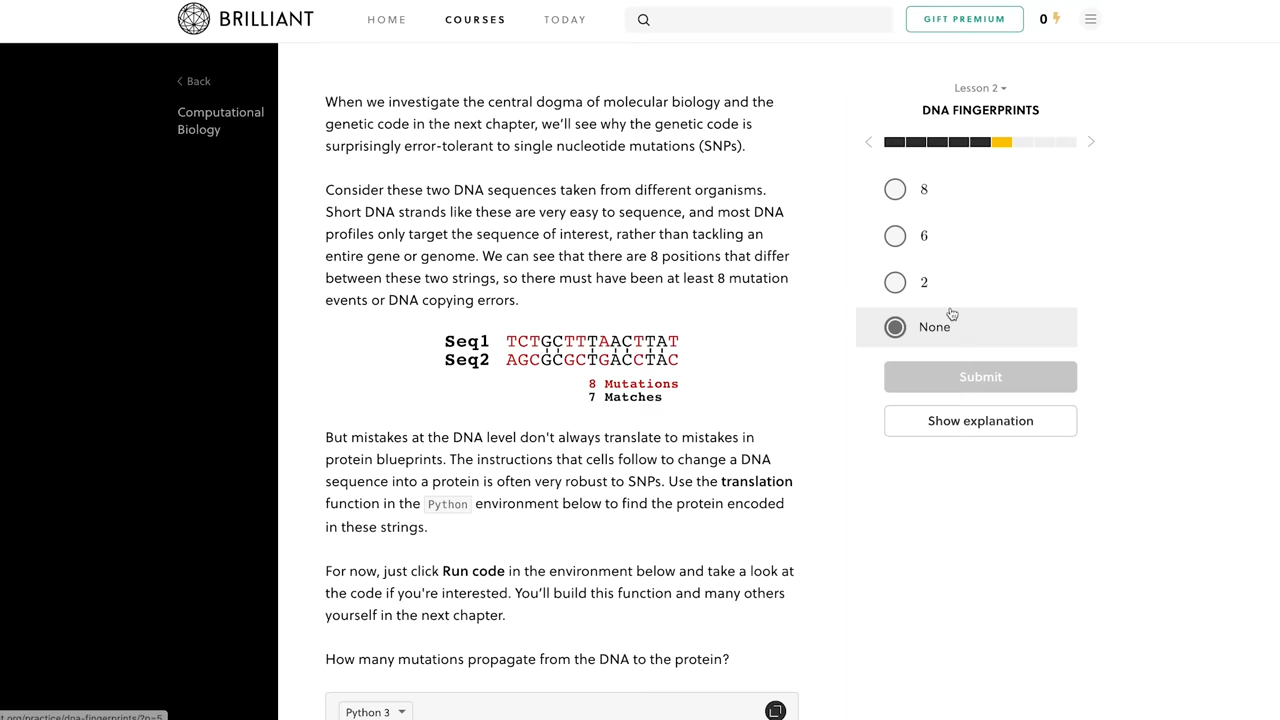 BRILLIANT
HOME
COURSES
TODAY
GIFT PREMIUM
0
Back
Computational
Biology
When we investigate the central dogma of molecular biology and the
genetic code in the next chapter, we'll see why the genetic code is
surprisingly error-tolerant to single nucleotide mutations (SNPs).
Consider these two DNA sequences taken from different organisms.
Short DNA strands like these are very easy to sequence, and most DNA
profiles only target the sequence of interest, rather than tackling an
entire gene or genome. We can see that there are 8 positions that differ
between these two strings, so there must have been at least 8 mutation
events or DNA copying errors.
Seq1 TCTGCTTTAACTTAT
Seq2 AGCGCGCTGACCTAC
8 Mutations
7 Matches
But mistakes at the DNA level don't always translate to mistakes in
protein blueprints. The instructions that cells follow to change a DNA
sequence into a protein is often very robust to SNPs. Use the translation
function in the Python environment below to find the protein encoded
in these strings.
For now, just click Run code in the environment below and take a look at
the code if you're interested. You'll build this function and many others
yourself in the next chapter.
How many mutations propagate from the DNA to the protein?
Python 3
Lesson 2
DNA FINGERPRINTS
8
6
2
None
Submit
Show explanation
t.org/practice/dna-fingerprints/?p=5